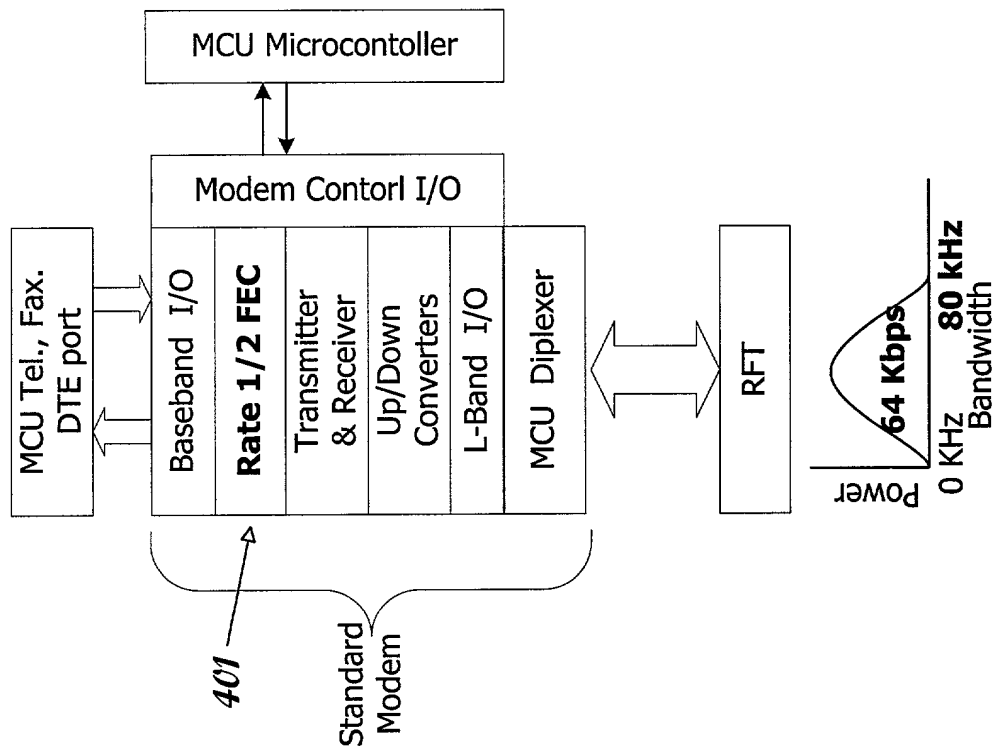 MCU Tel., Fax.
DTE port
Baseband I/O
Rate 1/2 FEC
Transmitter
& Receiver
Up/Down
Converters
L-Band I/O
MCU Diplexer
Modem Contorl I/O
MCU Microcontoller
401
Standard
Modem
RFT
Power
64 Kbps
0 KHz
80 kHz
Bandwidth